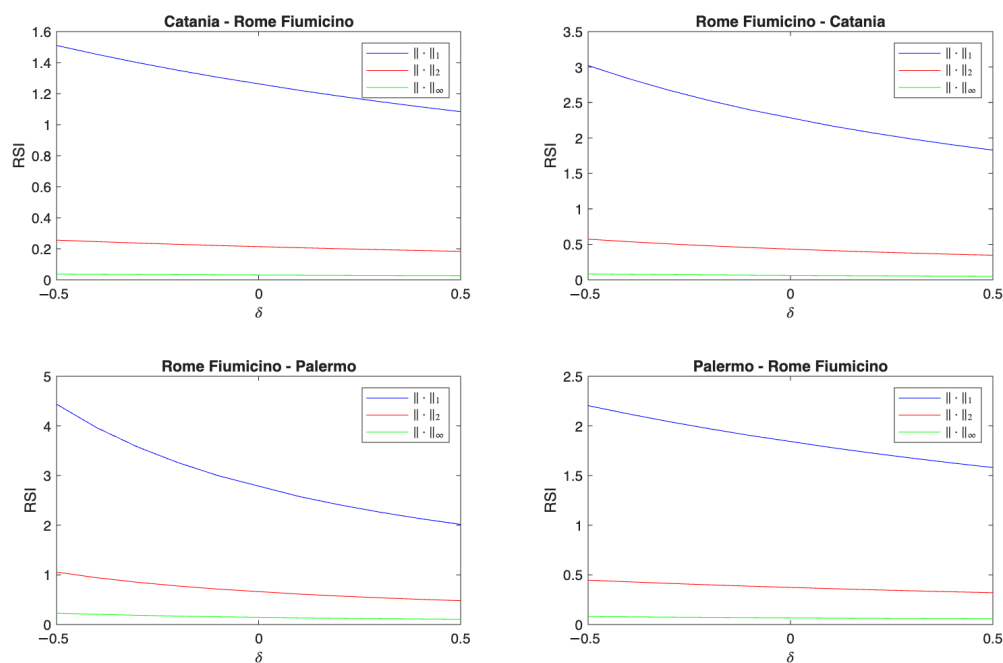 Catania - Rome Fiumicino
1.6
1.4
1.2
1
0.8
0.6
0.4
0.2
0
RSI
−0.5
0
0.5
δ
‖ · ‖₁
‖ · ‖₂
‖ · ‖∞
Rome Fiumicino - Catania
3.5
3
2.5
2
1.5
1
0.5
0
RSI
−0.5
0
0.5
δ
‖ · ‖₁
‖ · ‖₂
‖ · ‖∞
Rome Fiumicino - Palermo
5
4
3
2
1
0
RSI
−0.5
0
0.5
δ
‖ · ‖₁
‖ · ‖₂
‖ · ‖∞
Palermo - Rome Fiumicino
2.5
2
1.5
1
0.5
0
RSI
−0.5
0
0.5
δ
‖ · ‖₁
‖ · ‖₂
‖ · ‖∞